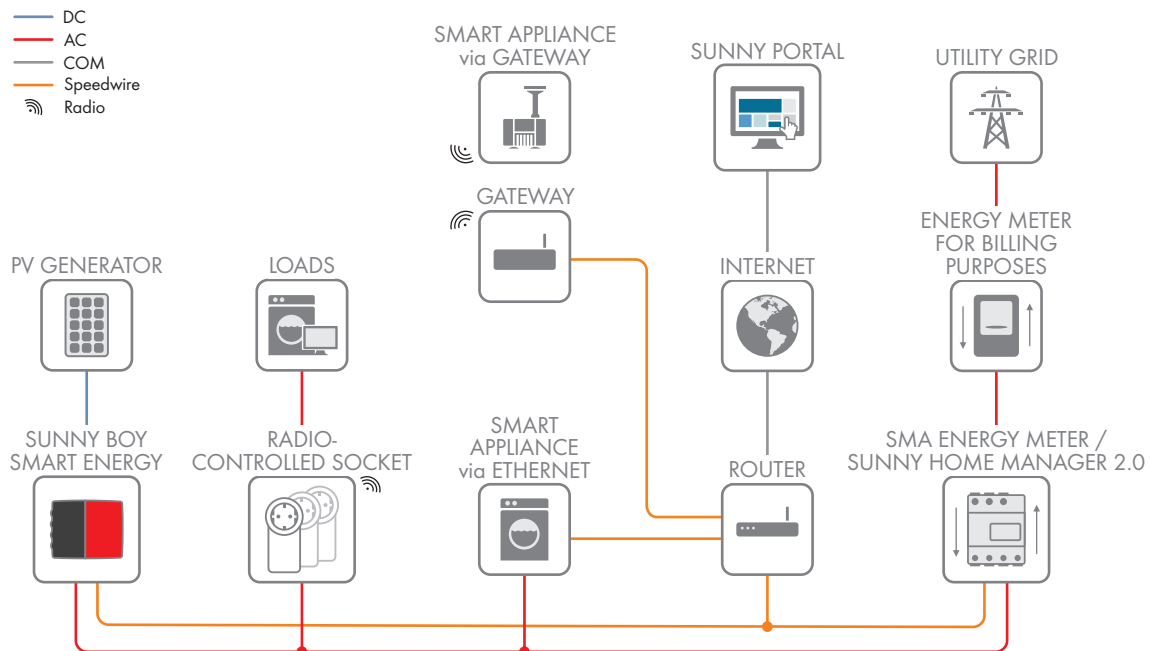 DC
AC
COM
Speedwire
Radio
SMART APPLIANCE
via GATEWAY
SUNNY PORTAL
UTILITY GRID
GATEWAY
ENERGY METER
FOR BILLING
PURPOSES
PV GENERATOR
LOADS
INTERNET
SUNNY BOY
SMART ENERGY
RADIO-
CONTROLLED SOCKET
SMART
APPLIANCE
via ETHERNET
ROUTER
SMA ENERGY METER /
SUNNY HOME MANAGER 2.0